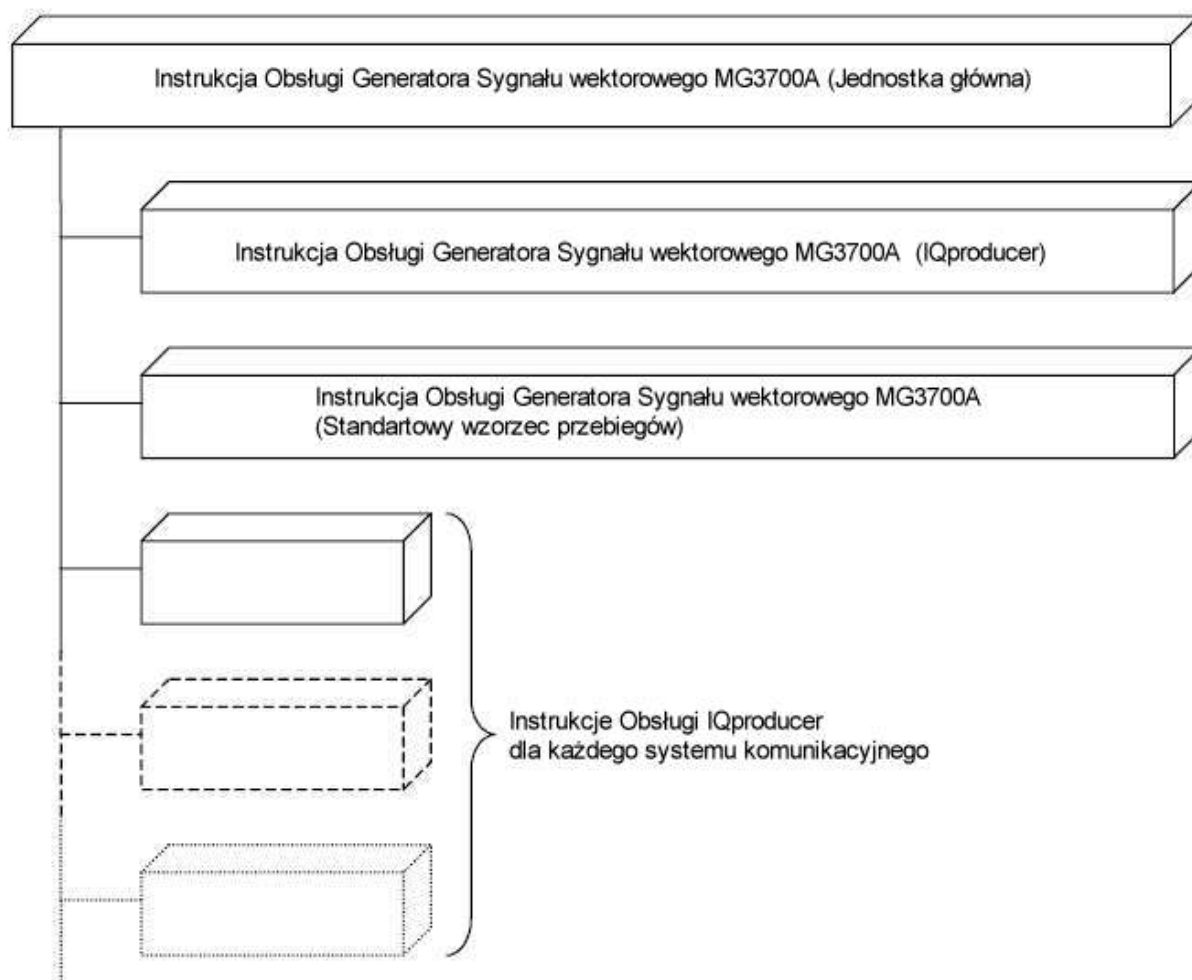 Instrukcja Obsługi Generatora Sygnału wektorowego MG3700A (Jednostka główna)
Instrukcja Obsługi Generatora Sygnału wektorowego MG3700A (IQproducer)
Instrukcja Obsługi Generatora Sygnału wektorowego MG3700A
(Standartowy wzorzec przebiegów)
Instrukcje Obsługi IQproducer
dla każdego systemu komunikacyjnego